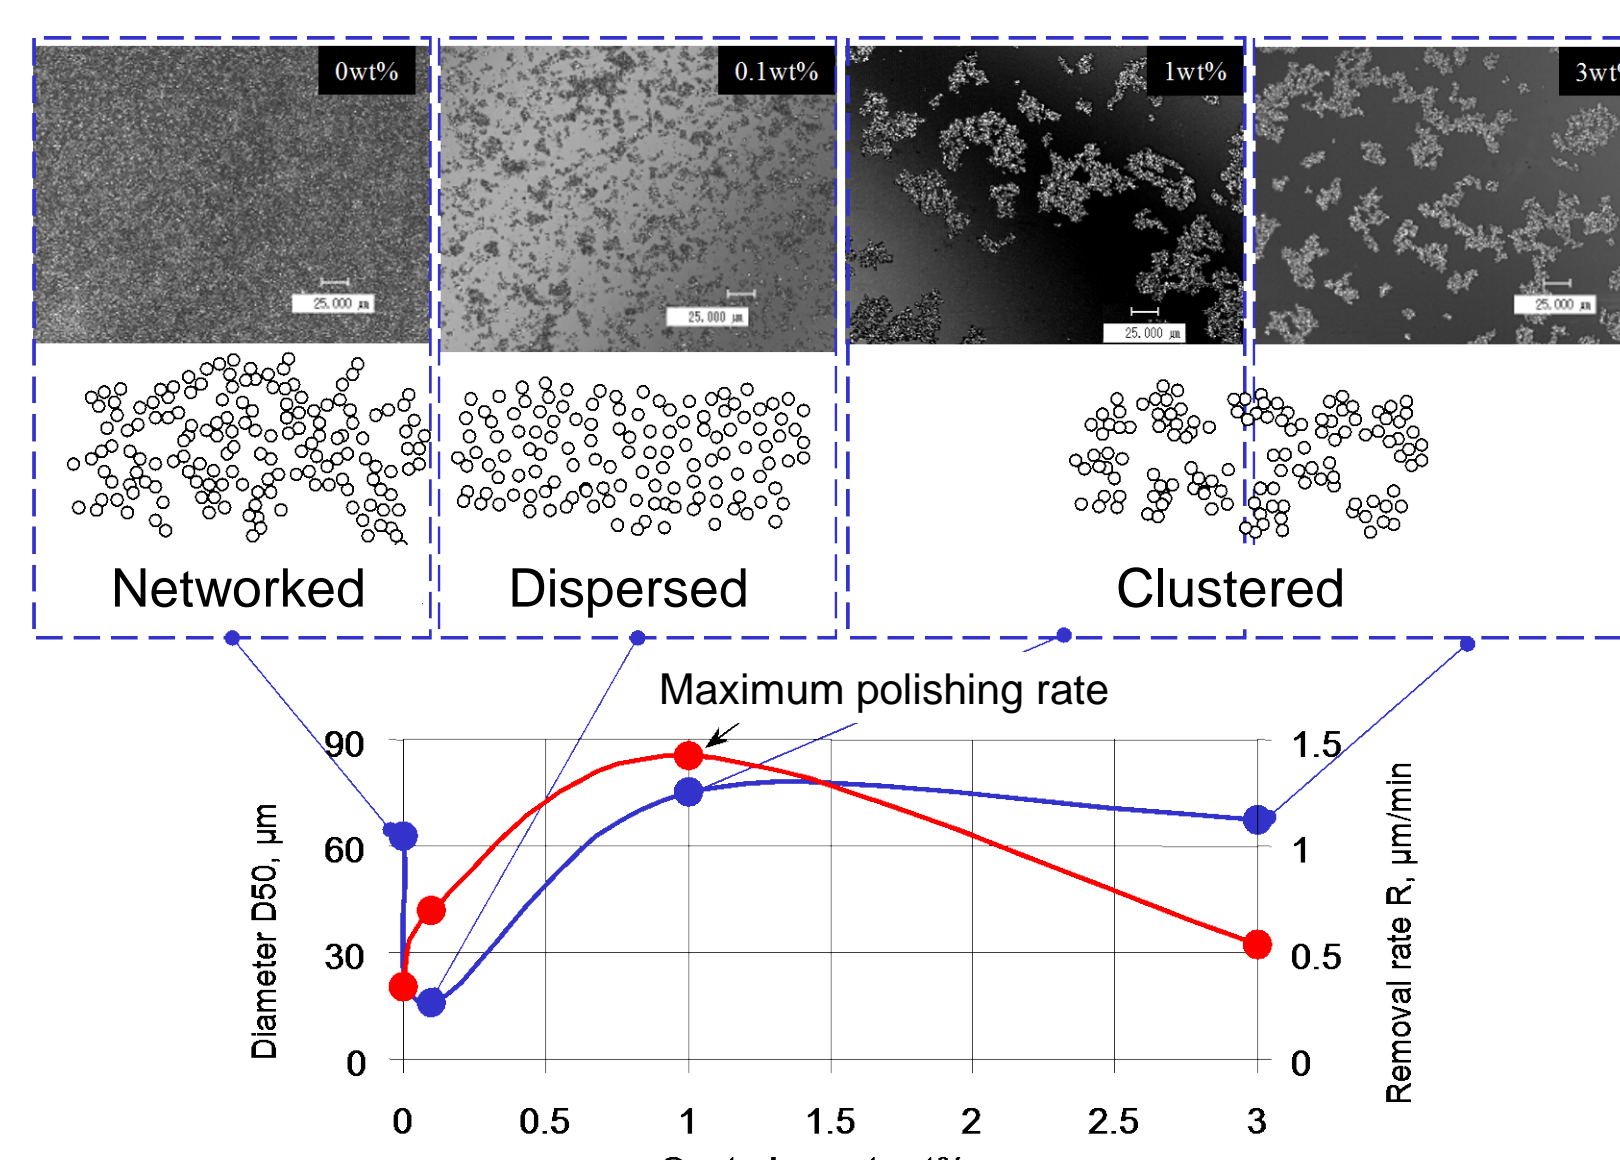 0wt%
0.1wt%
1wt%
25.000 µm
25.000 µm
25.000 µm
25.000 µm
Networked
Dispersed
Clustered
Maximum polishing rate
90
60
30
0
1.5
1
0.5
0
Diameter D50, µm
Removal rate R, µm/min
0
0.5
1
1.5
2
2.5
3